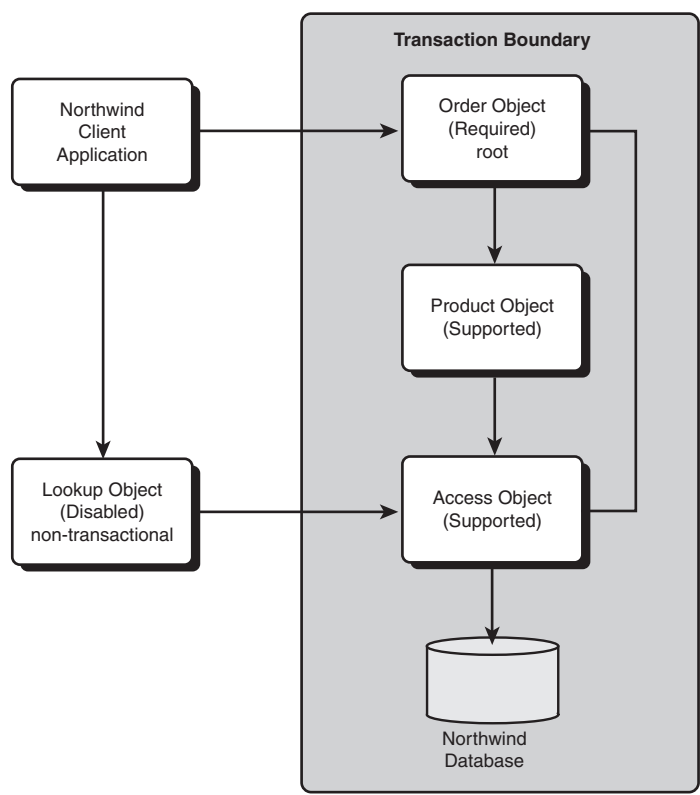 Transaction Boundary
Northwind
Client
Application
Order Object
(Required)
root
Product Object
(Supported)
Lookup Object
(Disabled)
non-transactional
Access Object
(Supported)
Northwind
Database